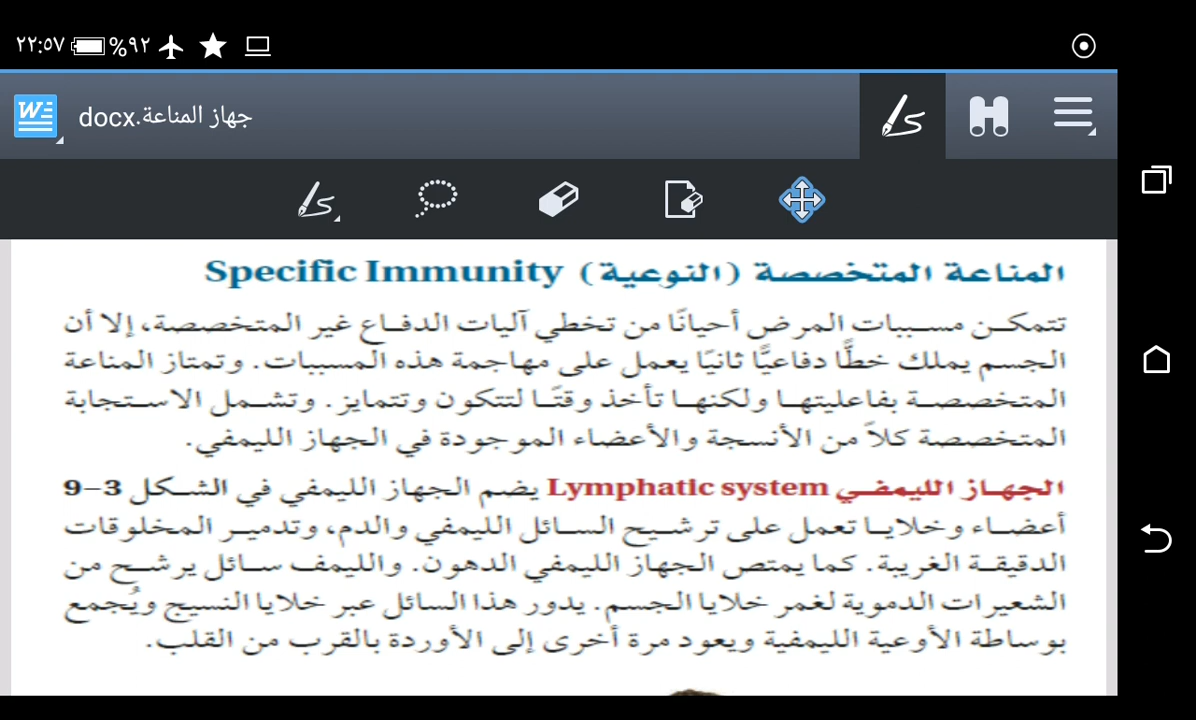 ٢٢:٥٧ %٩٢
W جهاز المناعة.docx
المناعة المتخصصة (النوعية) Specific Immunity
تتمكن مسببات المرض أحيانًا من تخطي آليات الدفاع غير المتخصصة، إلا أن
الجسم يملك خطًّا دفاعيًّا ثانيًا يعمل على مهاجمة هذه المسببات. وتمتاز المناعة
المتخصصة بفاعليتها ولكنها تأخذ وقتًا لتتكون وتتمايز. وتشمل الاستجابة
المتخصصة كلاً من الأنسجة والأعضاء الموجودة في الجهاز الليمفي.
الجهاز الليمفي Lymphatic system يضم الجهاز الليمفي في الشكل 3-9
أعضاء وخلايا تعمل على ترشيح السائل الليمفي والدم، وتدمير المخلوقات
الدقيقة الغريبة. كما يمتص الجهاز الليمفي الدهون. والليمف سائل يرشح من
الشعيرات الدموية لغمر خلايا الجسم. يدور هذا السائل عبر خلايا النسيج ويُجمع
بوساطة الأوعية الليمفية ويعود مرة أخرى إلى الأوردة بالقرب من القلب.